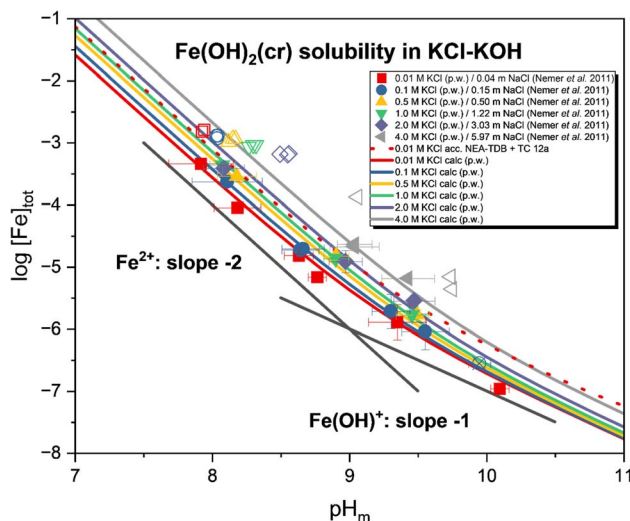 Fe(OH)₂(cr) solubility in KCl-KOH
0.01 M KCl (p.w.) / 0.04 m NaCl (Nemer et al. 2011)
0.1 M KCl (p.w.) / 0.15 m NaCl (Nemer et al. 2011)
0.5 M KCl (p.w.) / 0.50 m NaCl (Nemer et al. 2011)
1.0 M KCl (p.w.) / 1.22 m NaCl (Nemer et al. 2011)
2.0 M KCl (p.w.) / 3.03 m NaCl (Nemer et al. 2011)
4.0 M KCl (p.w.) / 5.97 m NaCl (Nemer et al. 2011)
0.01 M KCl acc. NEA-TDB + TC 12a
0.01 M KCl calc (p.w.)
0.1 M KCl calc (p.w.)
0.5 M KCl calc (p.w.)
1.0 M KCl calc (p.w.)
2.0 M KCl calc (p.w.)
4.0 M KCl calc (p.w.)
-1
-2
-3
-4
-5
-6
-7
-8
log [Fe]tot
Fe²⁺: slope -2
Fe(OH)⁺: slope -1
7 8 9 10 11
pHm